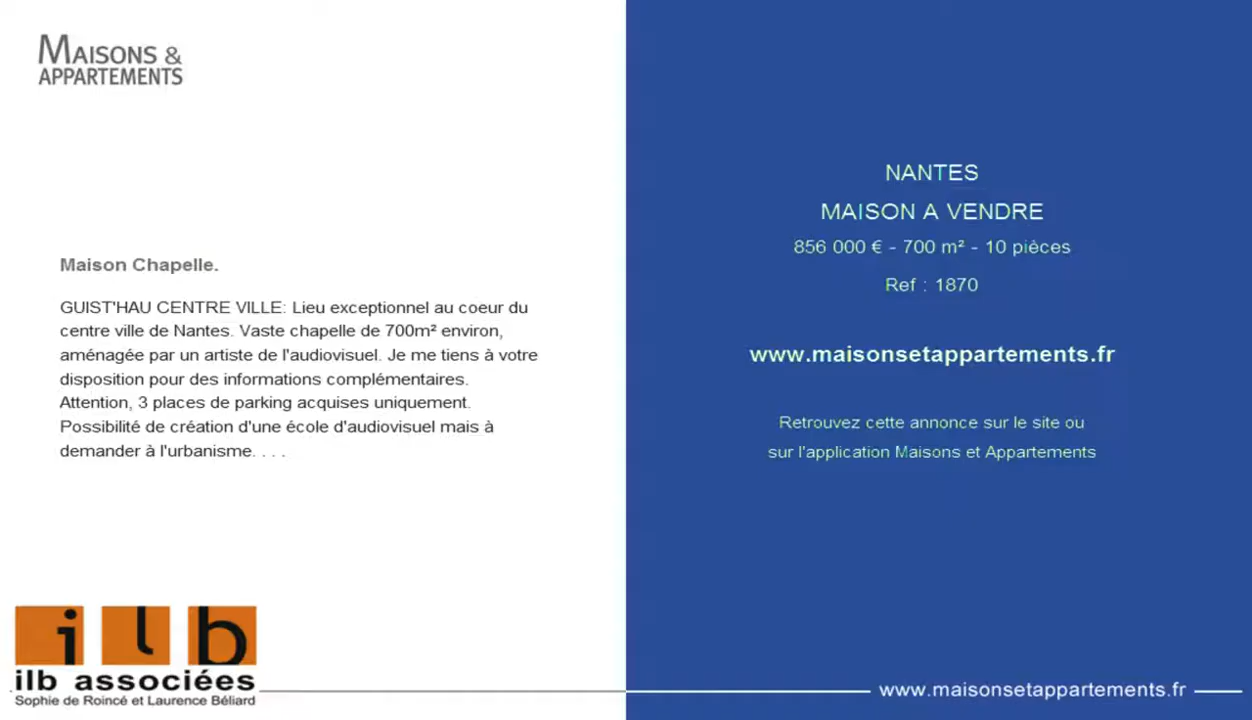 MAISONS &
APPARTEMENTS
Maison Chapelle.
GUIST'HAU CENTRE VILLE: Lieu exceptionnel au coeur du
centre ville de Nantes. Vaste chapelle de 700m² environ,
aménagée par un artiste de l'audiovisuel. Je me tiens à votre
disposition pour des informations complémentaires.
Attention, 3 places de parking acquises uniquement.
Possibilité de création d'une école d'audiovisuel mais à
demander à l'urbanisme. . . .
ilb
ilb associées
Sophie de Roincé et Laurence Béliard
NANTES
MAISON A VENDRE
856 000 € - 700 m² - 10 pièces
Ref : 1870
www.maisonsetappartements.fr
Retrouvez cette annonce sur le site ou
sur l'application Maisons et Appartements
www.maisonsetappartements.fr